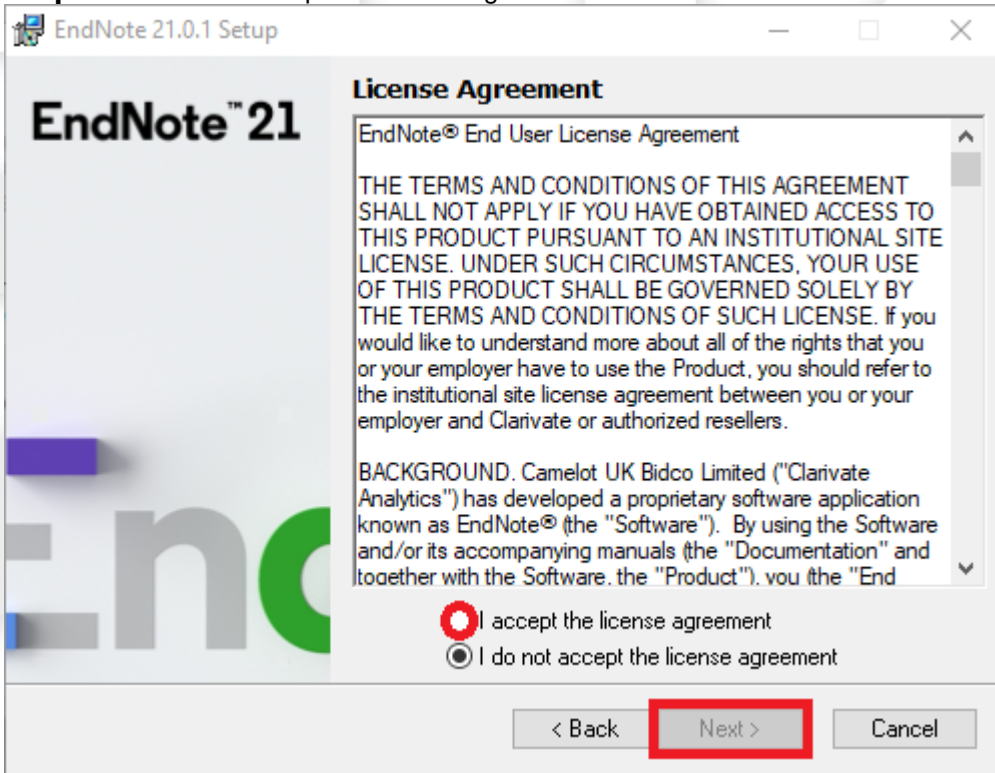 EndNote 21.0.1 Setup
EndNote™21
License Agreement
EndNote® End User License Agreement
THE TERMS AND CONDITIONS OF THIS AGREEMENT
SHALL NOT APPLY IF YOU HAVE OBTAINED ACCESS TO
THIS PRODUCT PURSUANT TO AN INSTITUTIONAL SITE
LICENSE. UNDER SUCH CIRCUMSTANCES, YOUR USE
OF THIS PRODUCT SHALL BE GOVERNED SOLELY BY
THE TERMS AND CONDITIONS OF SUCH LICENSE. If you
would like to understand more about all of the rights that you
or your employer have to use the Product, you should refer to
the institutional site license agreement between you or your
employer and Clarivate or authorized resellers.
BACKGROUND. Camelot UK Bidco Limited ("Clarivate
Analytics") has developed a proprietary software application
known as EndNote® (the "Software"). By using the Software
and/or its accompanying manuals (the "Documentation" and
together with the Software, the "Product"), you (the "End
I accept the license agreement
I do not accept the license agreement
< Back
Next >
Cancel